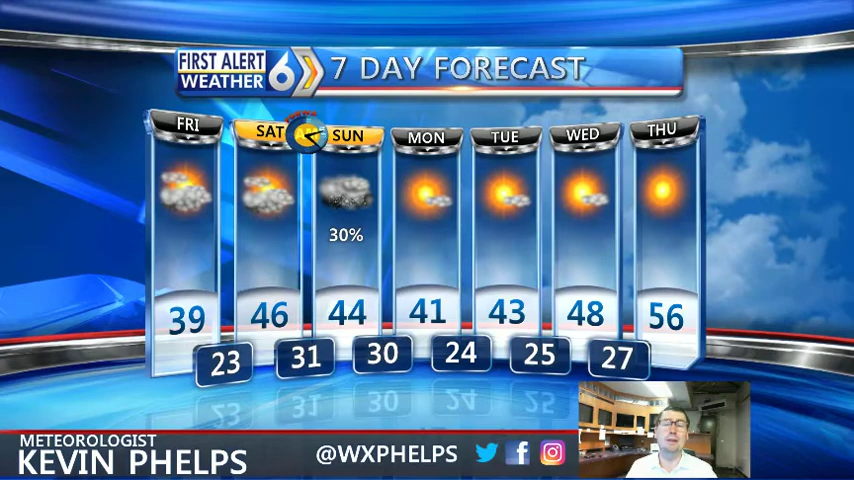 FIRST ALERT
WEATHER 6
7 DAY FORECAST
FRI
SAT
SUN
MON
TUE
WED
THU
30%
39
46
44
41
43
48
56
23
31
30
24
25
27
METEOROLOGIST
KEVIN PHELPS
@WXPHELPS